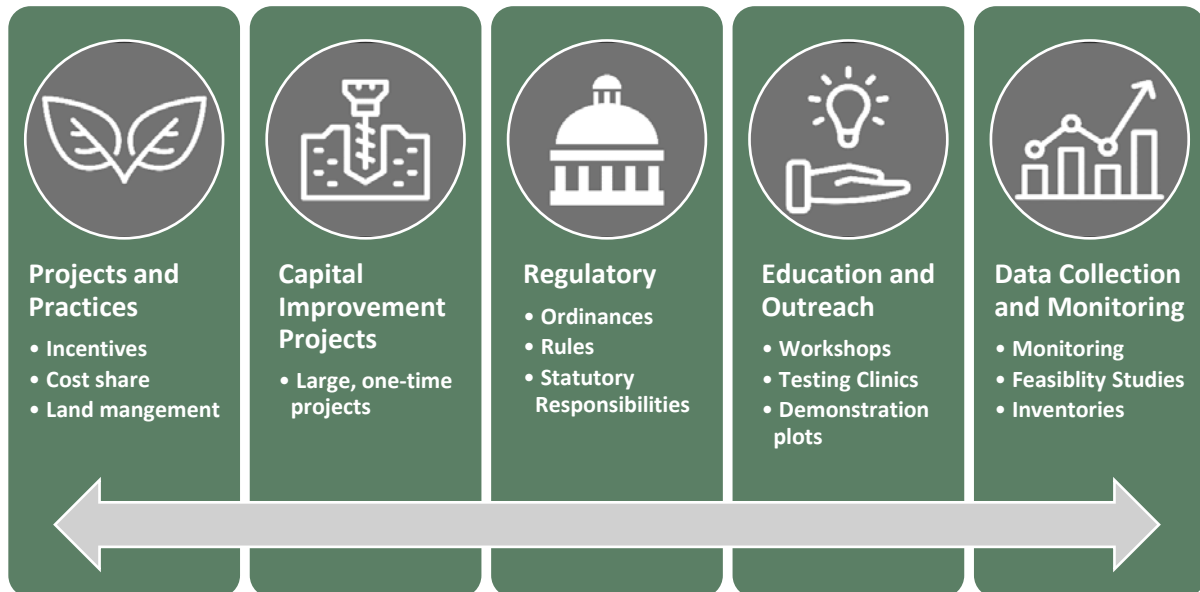 Projects and
Practices
• Incentives
• Cost share
• Land mangement
Capital
Improvement
Projects
• Large, one-time
projects
Regulatory
• Ordinances
• Rules
• Statutory
Responsibilities
Education and
Outreach
• Workshops
• Testing Clinics
• Demonstration
plots
Data Collection
and Monitoring
• Monitoring
• Feasiblity Studies
• Inventories